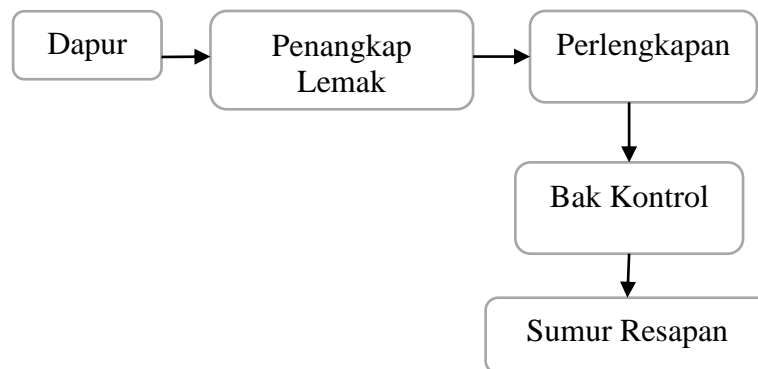 Dapur
Penangkap
Lemak
Perlengkapan
Bak Kontrol
Sumur Resapan